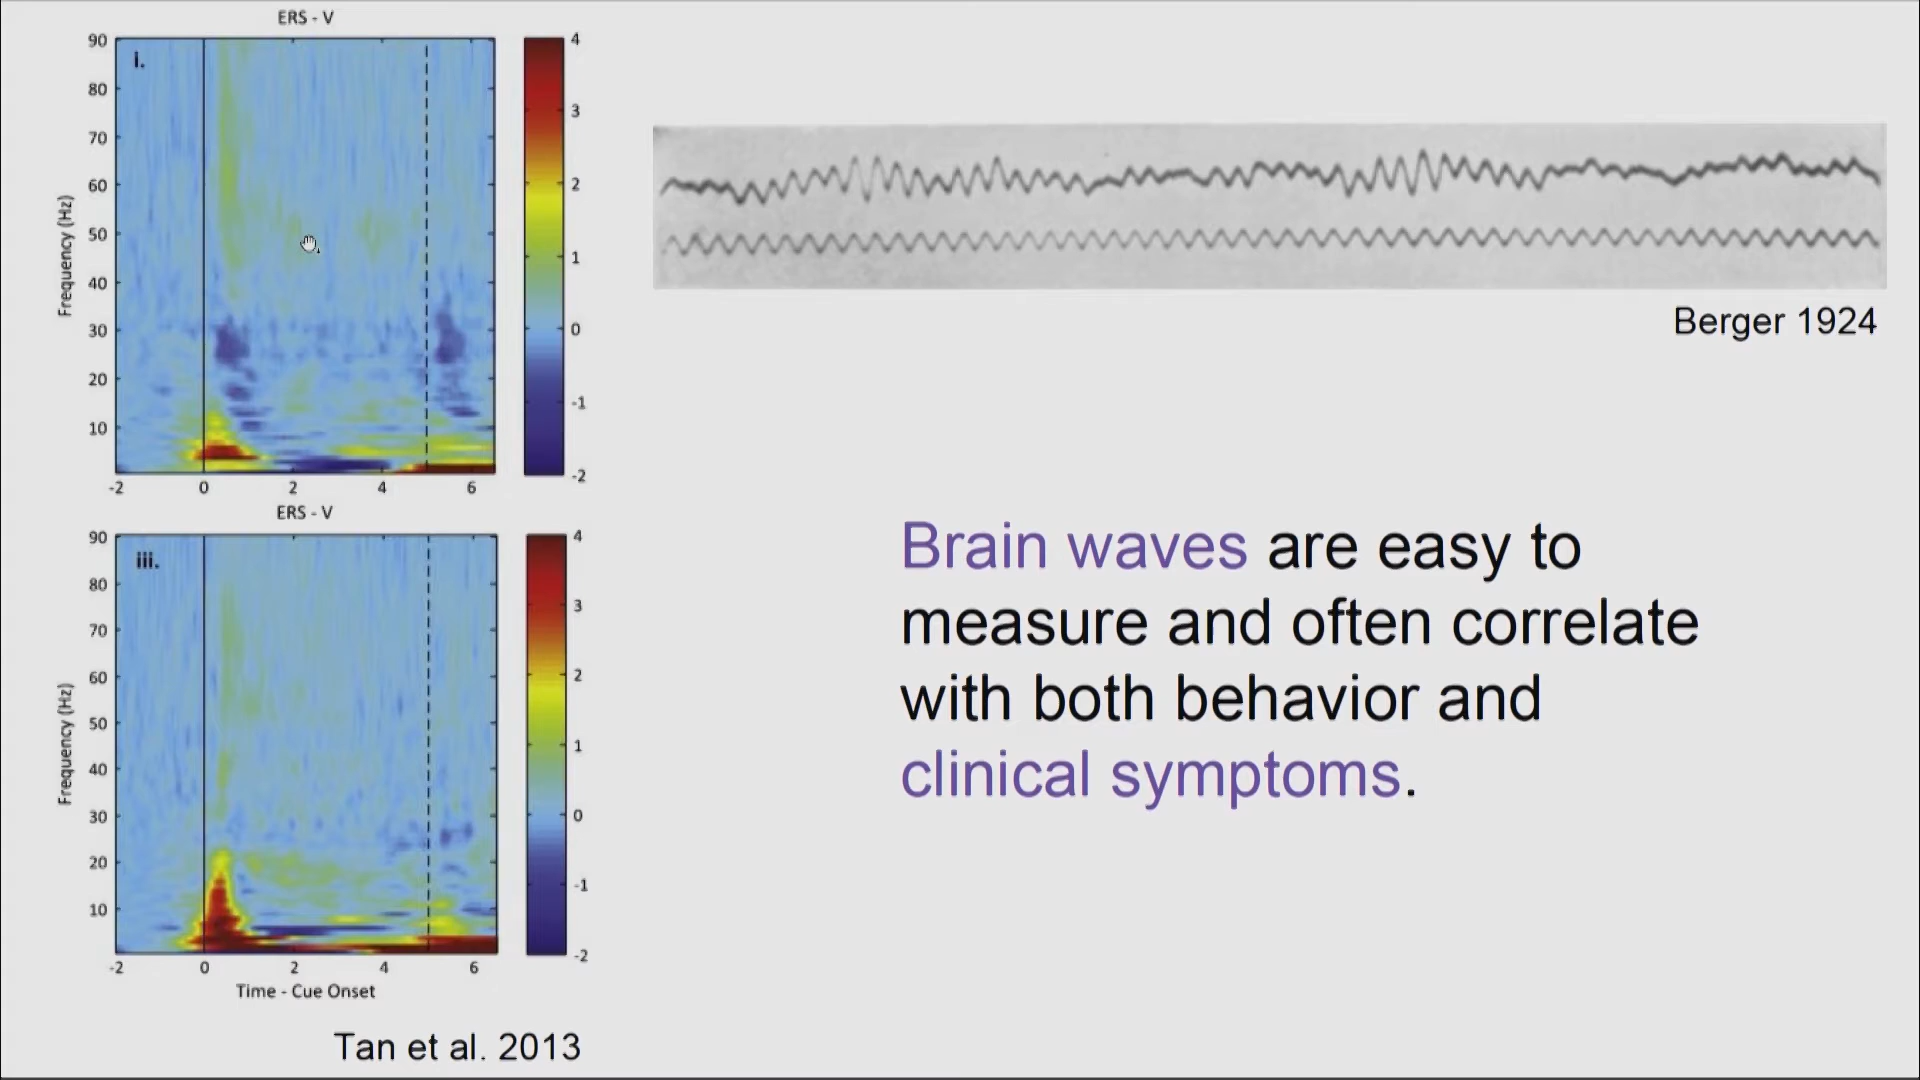 ERS - V
i.
90
80
70
60
50
40
30
20
10
Frequency (Hz)
-2 0 2 4 6
4
3
2
1
0
-1
-2
ERS - V
iii.
90
80
70
60
50
40
30
20
10
Frequency (Hz)
-2 0 2 4 6
Time - Cue Onset
4
3
2
1
0
-1
-2
Tan et al. 2013
Berger 1924
Brain waves are easy to
measure and often correlate
with both behavior and
clinical symptoms.